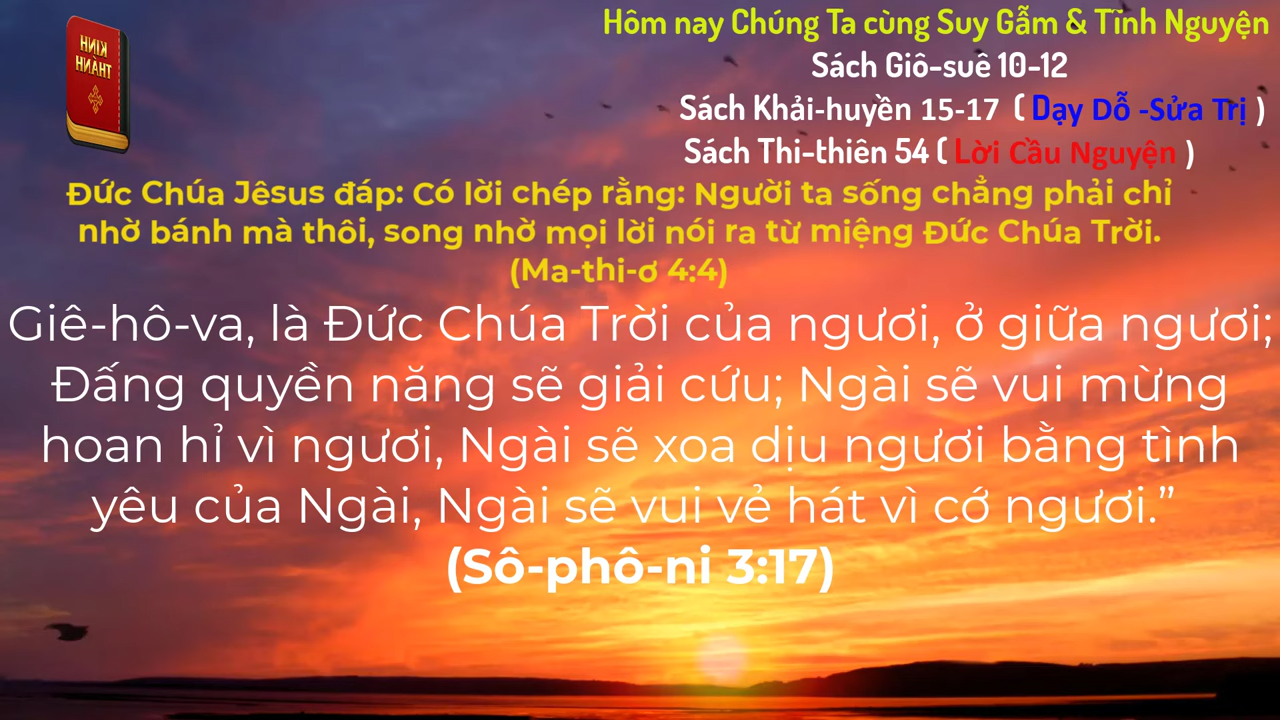 KINH
THÁNH
Hôm nay Chúng Ta cùng Suy Gẫm & Tĩnh Nguyện
Sách Giô-suê 10-12
Sách Khải-huyền 15-17 ( Dạy Dỗ -Sửa Trị )
Sách Thi-thiên 54 ( Lời Cầu Nguyện )
Đức Chúa Jêsus đáp: Có lời chép rằng: Người ta sống chẳng phải chỉ
nhờ bánh mà thôi, song nhờ mọi lời nói ra từ miệng Đức Chúa Trời.
(Ma-thi-ơ 4:4)
Giê-hô-va, là Đức Chúa Trời của ngươi, ở giữa ngươi;
Đấng quyền năng sẽ giải cứu; Ngài sẽ vui mừng
hoan hỉ vì ngươi, Ngài sẽ xoa dịu ngươi bằng tình
yêu của Ngài, Ngài sẽ vui vẻ hát vì cớ ngươi.”
(Sô-phô-ni 3:17)